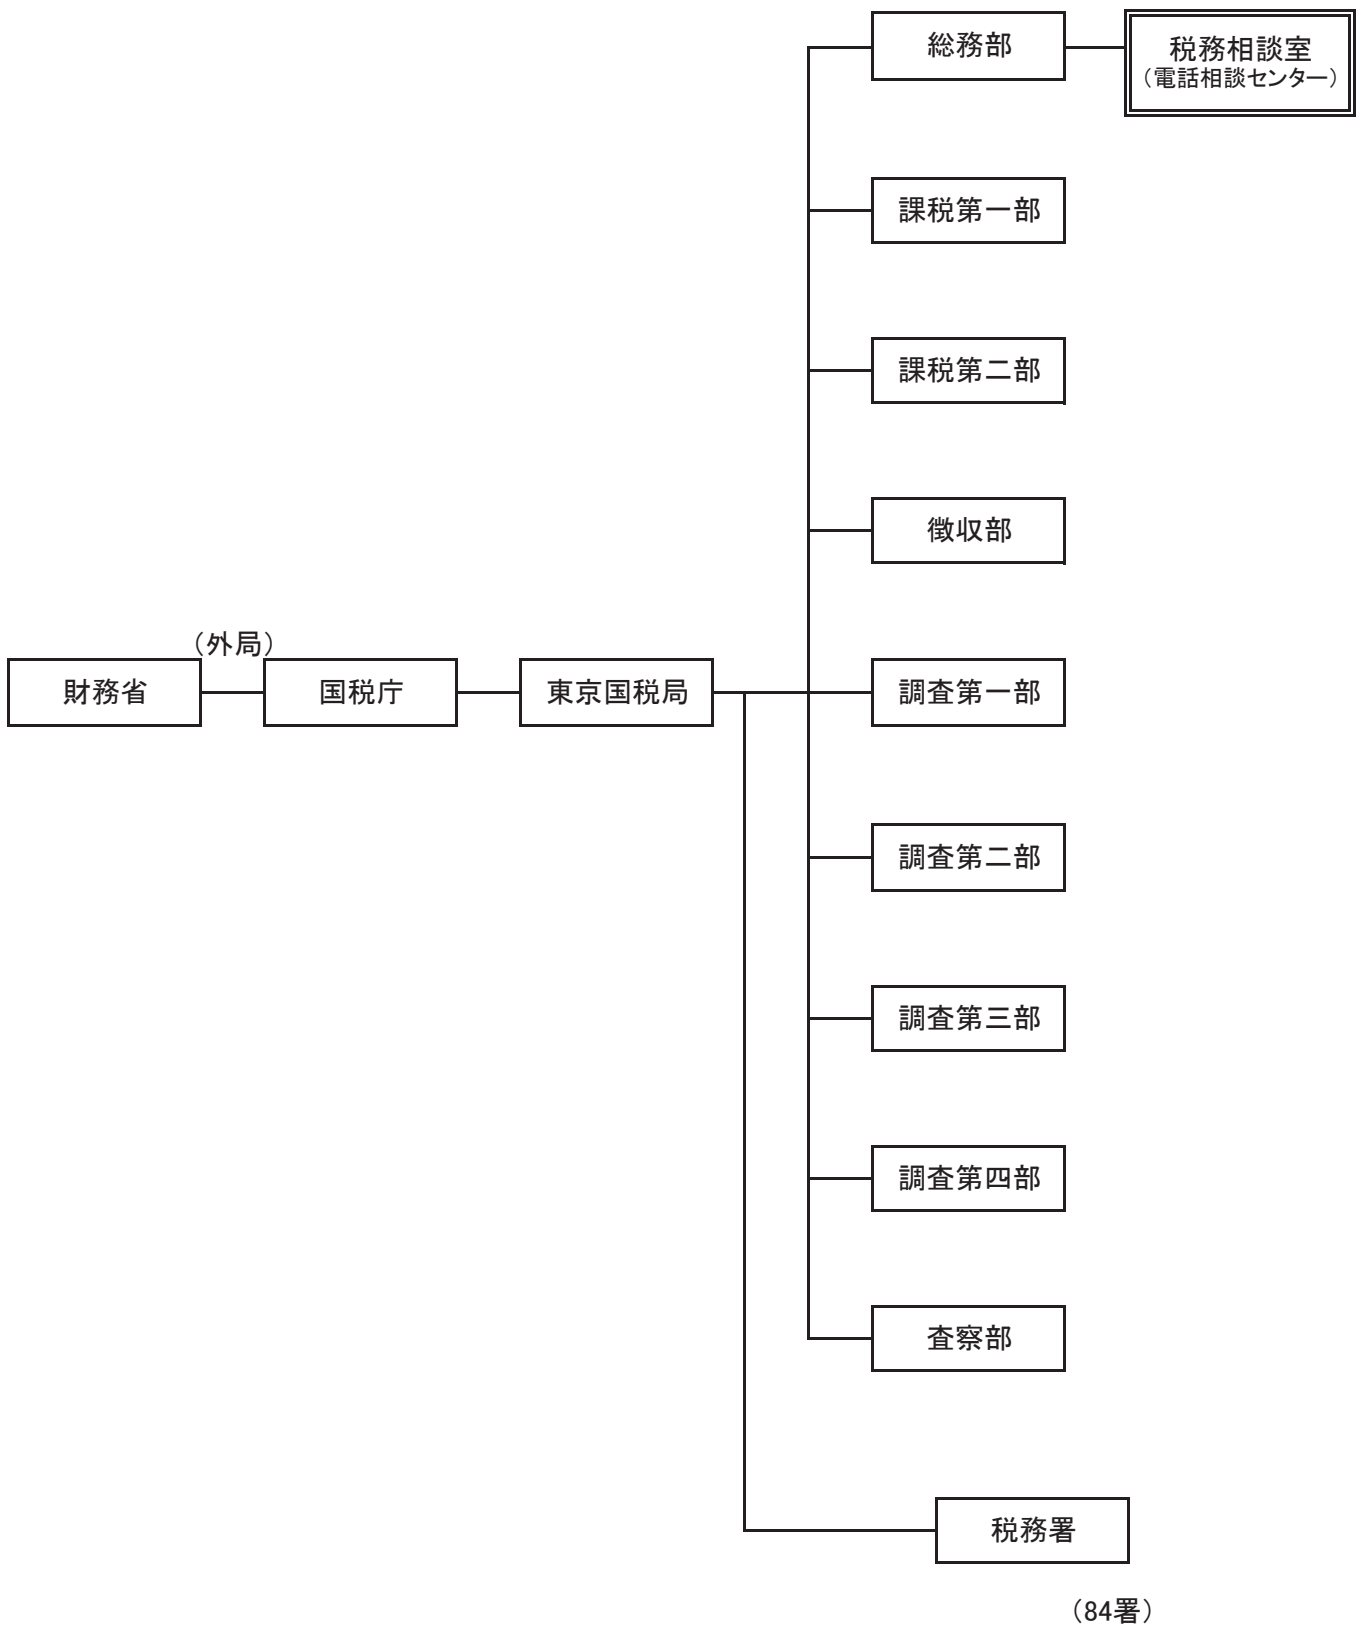 総務部
税務相談室
（電話相談センター）
課税第一部
課税第二部
徴収部
（外局）
財務省
国税庁
東京国税局
調査第一部
調査第二部
調査第三部
調査第四部
査察部
税務署
（84署）